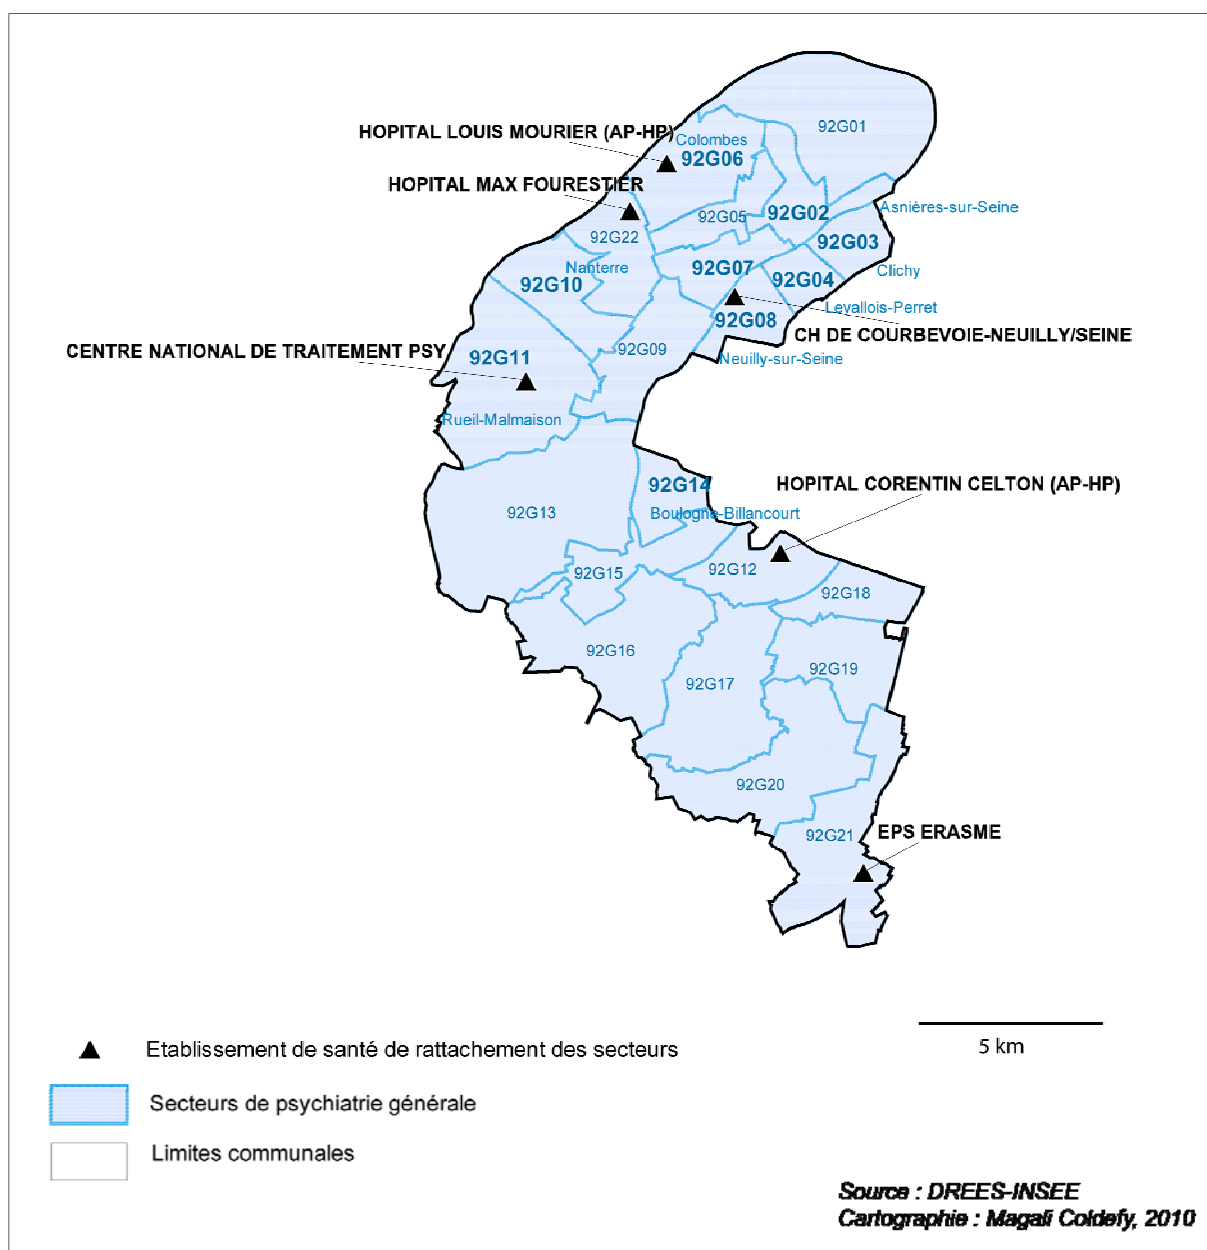 92G01
HOPITAL LOUIS MOURIER (AP-HP)
Colombes
92G06
HOPITAL MAX FOURESTIER
92G05
92G02
Asnières-sur-Seine
92G22
92G03
Nanterre
92G07
Clichy
92G10
92G04
Levallois-Perret
92G08
CH DE COURBEVOIE-NEUILLY/SEINE
CENTRE NATIONAL DE TRAITEMENT PSY
92G11
92G09
Neuilly-sur-Seine
Rueil-Malmaison
92G14
HOPITAL CORENTIN CELTON (AP-HP)
92G13
Boulogne-Billancourt
92G15
92G12
92G18
92G16
92G19
92G17
92G20
92G21
EPS ERASME
5 km
Etablissement de santé de rattachement des secteurs
Secteurs de psychiatrie générale
Limites communales
Source : DREES-INSEE
Cartographie : Magali Coldefy, 2010